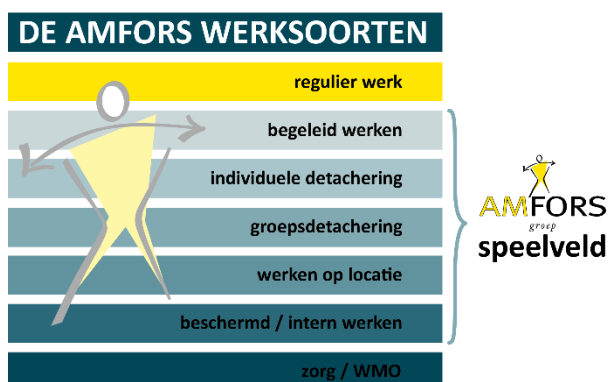 DE AMFORS WERKSOORTEN
regulier werk
begeleid werken
individuele detachering
groepsdetachering
werken op locatie
beschermd / intern werken
zorg / WMO
AMFORS
groep
speelveld